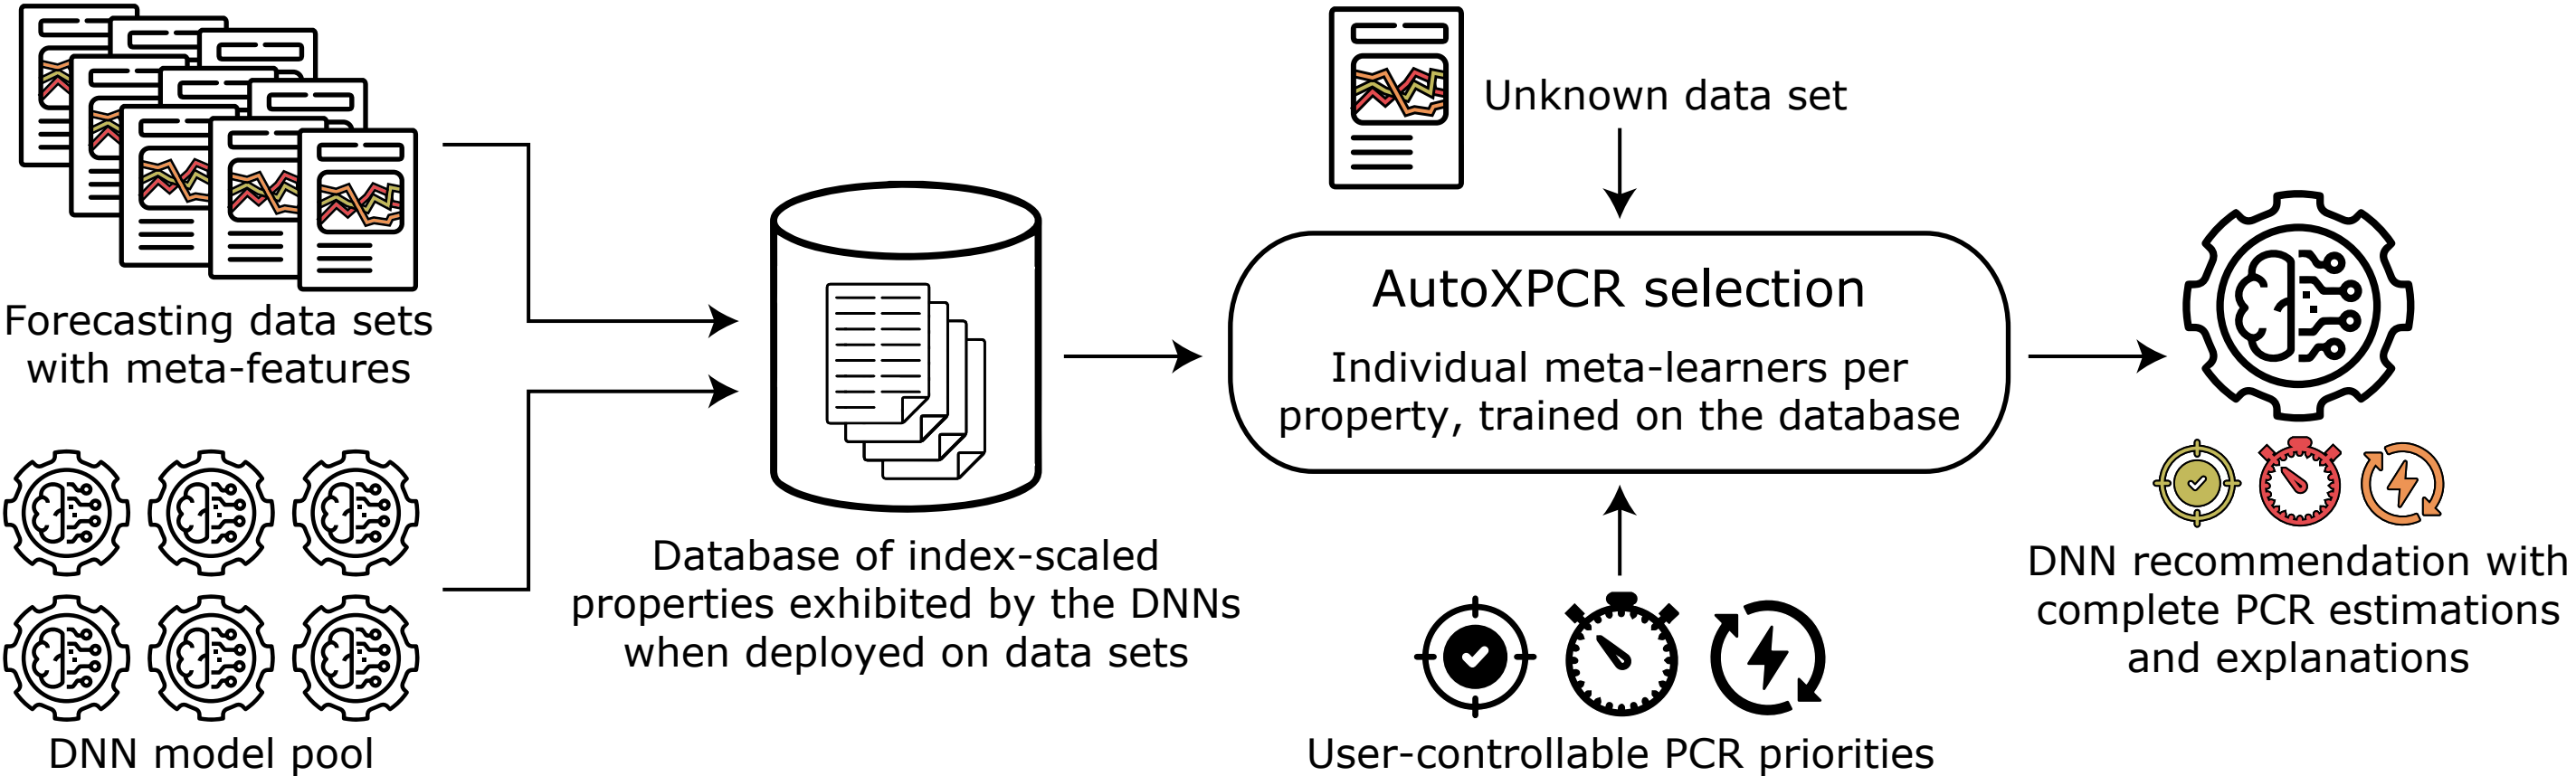 Forecasting data sets
with meta-features
DNN model pool
Database of index-scaled
properties exhibited by the DNNs
when deployed on data sets
Unknown data set
AutoXPCR selection
Individual meta-learners per
property, trained on the database
User-controllable PCR priorities
DNN recommendation with
complete PCR estimations
and explanations